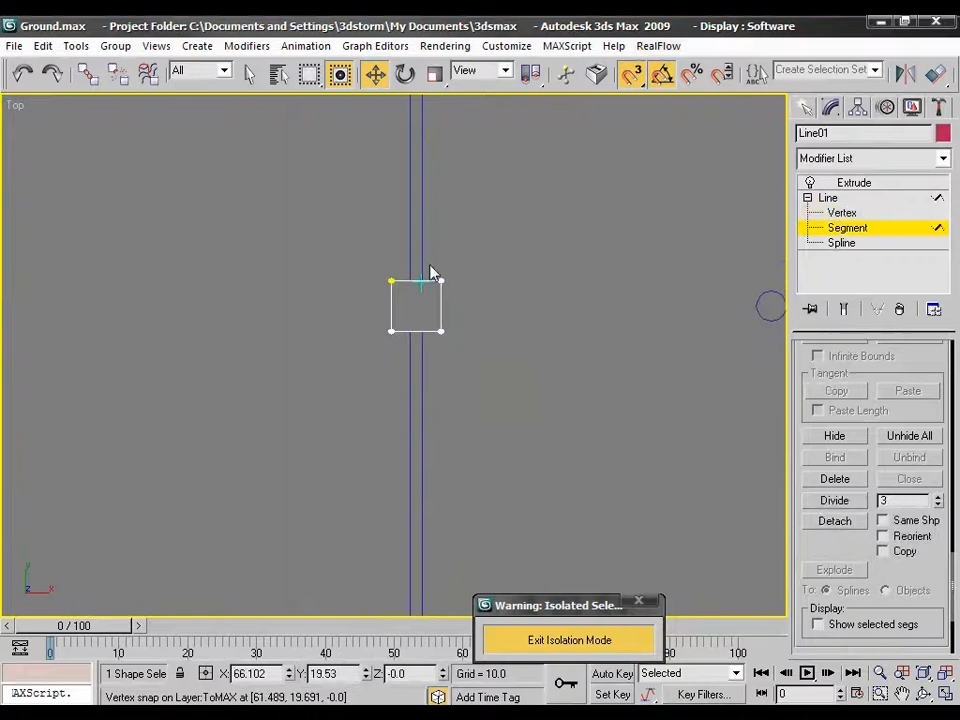 Ground.max - Project Folder: C:\Documents and Settings\3dstorm\My Documents\3dsmax - Autodesk 3ds Max 2009 - Display : Software
File Edit Tools Group Views Create Modifiers Animation Graph Editors Rendering Customize MAXScript Help RealFlow
All View 3 Create Selection Set
Top
Line01
Modifier List
Extrude
Line
Vertex
Segment
Spline
Infinite Bounds
Tangent
Copy Paste
Paste Length
Hide Unhide All
Bind Unbind
Delete Close
Divide 3
Detach Same Shp
Reorient
Copy
Explode
To: Splines Objects
Display:
Show selected segs
y
z x
Warning: Isolated Sele...
Exit Isolation Mode
0 / 100
0 10 20 30 40 50 60 90 100
1 Shape Sele X: 66.102 Y: 19.53 Z: -0.0 Grid = 10.0 Auto Key Selected
AXScript. Vertex snap on Layer:ToMAX at [61.489, 19.691, -0.0] Add Time Tag Set Key Key Filters... 0